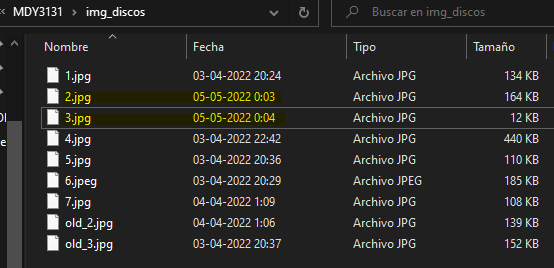 MDY3131 > img_discos
Buscar en img_discos
Nombre Fecha Tipo Tamaño
1.jpg 03-04-2022 20:24 Archivo JPG 134 KB
2.jpg 05-05-2022 0:03 Archivo JPG 164 KB
3.jpg 05-05-2022 0:04 Archivo JPG 12 KB
4.jpg 03-04-2022 22:42 Archivo JPG 440 KB
5.jpg 03-04-2022 20:36 Archivo JPG 110 KB
6.jpeg 03-04-2022 20:29 Archivo JPEG 185 KB
7.jpg 04-04-2022 1:09 Archivo JPG 108 KB
old_2.jpg 04-04-2022 1:06 Archivo JPG 139 KB
old_3.jpg 03-04-2022 20:37 Archivo JPG 152 KB